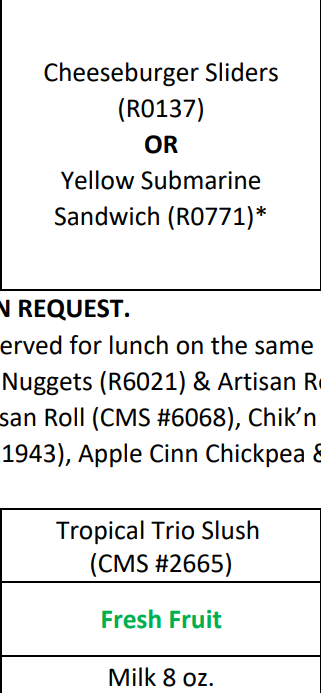 Cheeseburger Sliders
(R0137)
OR
Yellow Submarine
Sandwich (R0771)*
N REQUEST.
erved for lunch on the same
Nuggets (R6021) & Artisan R
san Roll (CMS #6068), Chik’n
1943), Apple Cinn Chickpea &
Tropical Trio Slush
(CMS #2665)
Fresh Fruit
Milk 8 oz.